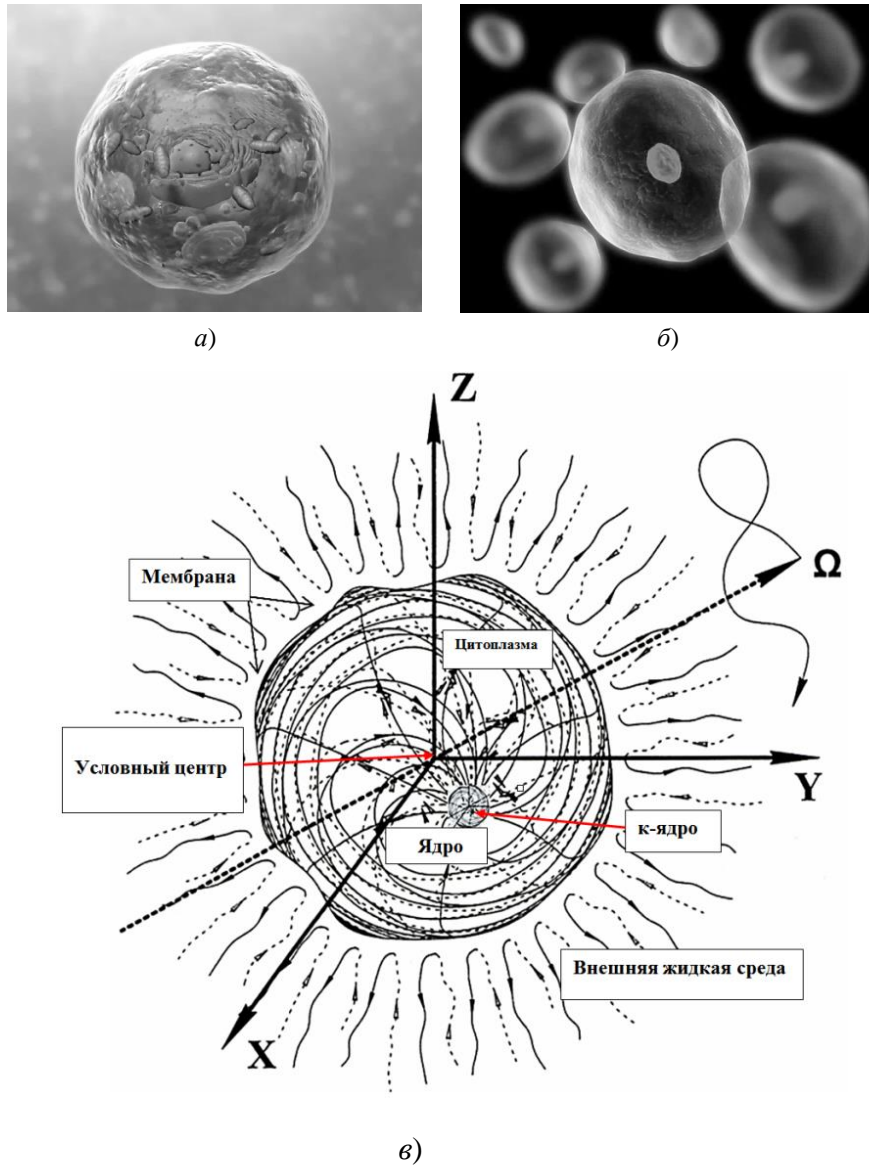 а)
б)
Z
Мембрана
Ω
Цитоплазма
Условный центр
Y
к-ядро
Ядро
Внешняя жидкая среда
X
в)